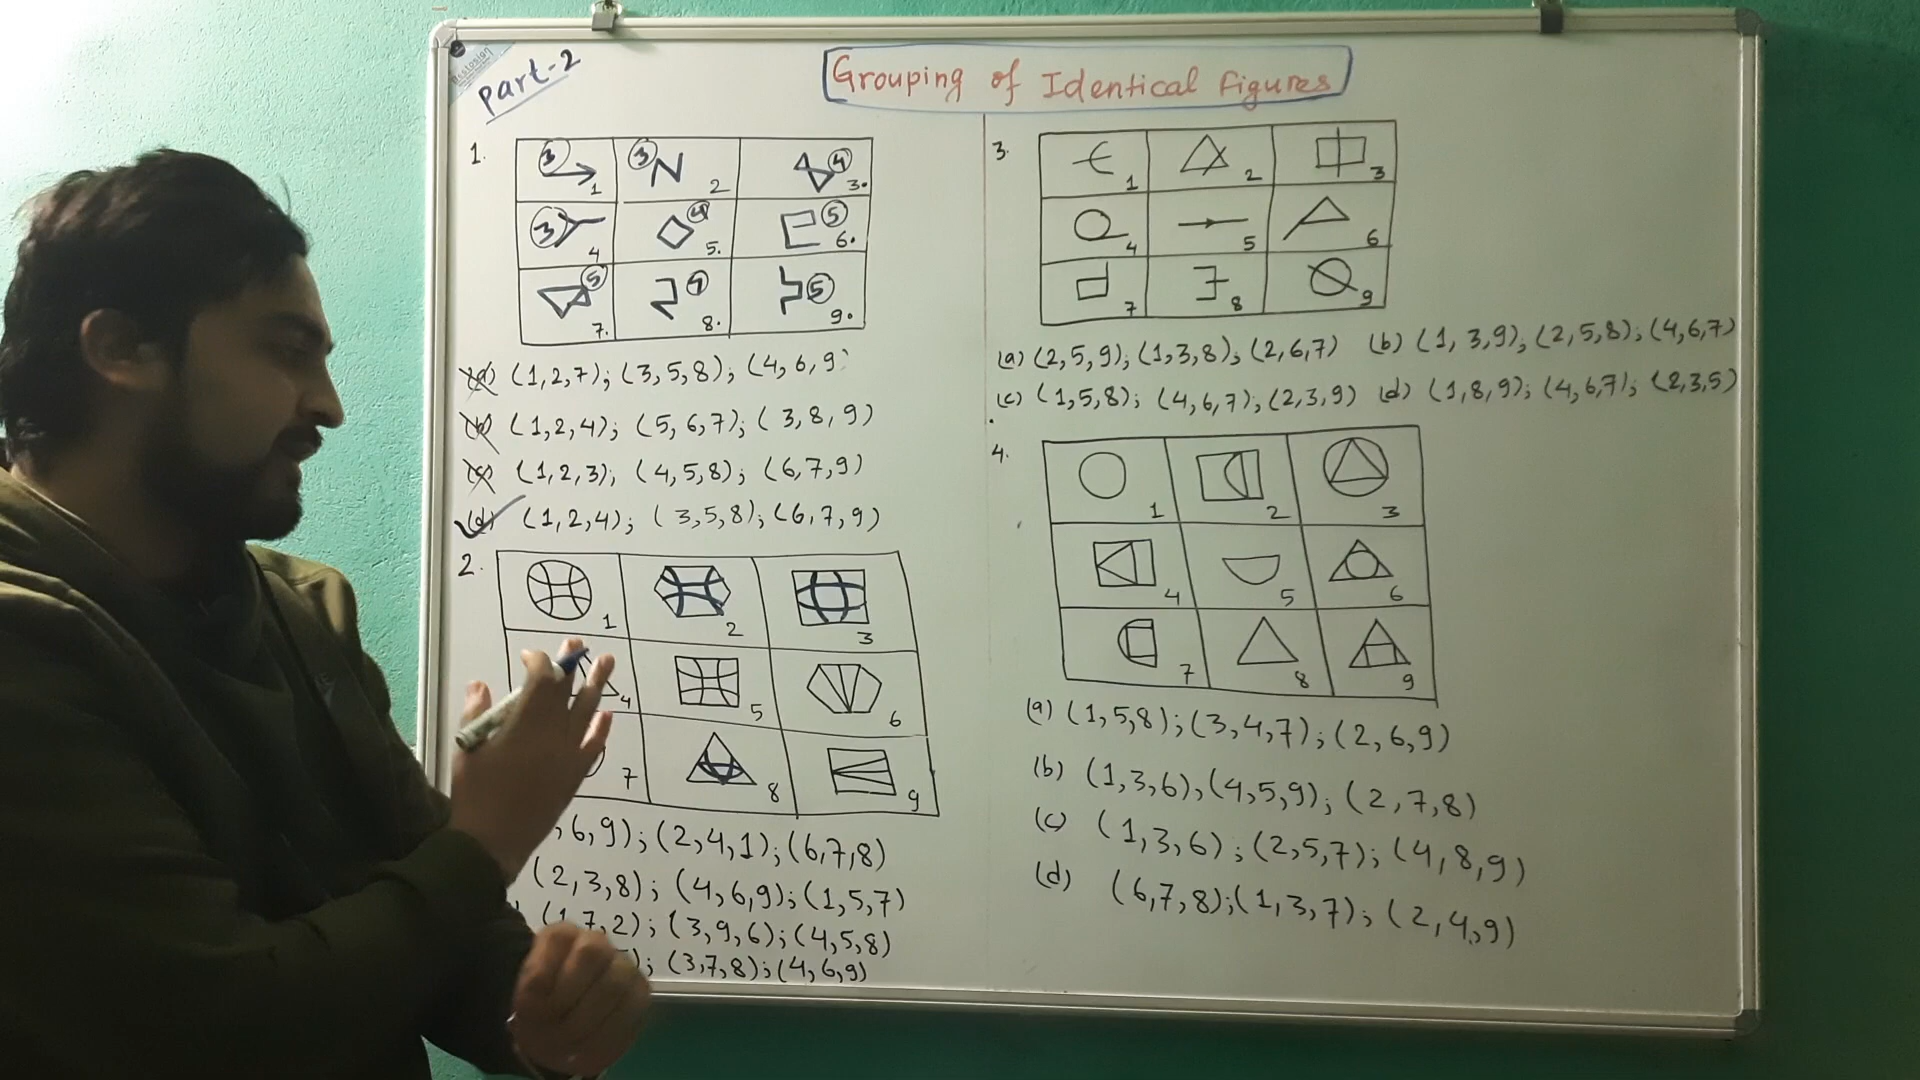 Part-2
Grouping of Identical figures
1.
3 1
3 2
4 3.
3 4
4 5.
5 6.
5 7.
4 8.
5 9.
(a) (1,2,7); (3,5,8); (4,6,9)
(b) (1,2,4); (5,6,7); (3,8,9)
(c) (1,2,3); (4,5,8); (6,7,9)
(d) (1,2,4); (3,5,8); (6,7,9)
2.
1 2 3
4 5 6
7 8 9
,6,9); (2,4,1); (6,7,8)
(2,3,8); (4,6,9); (1,5,7)
(1,7,2); (3,9,6); (4,5,8)
); (3,7,8); (4,6,9)
3.
1 2 3
4 5 6
7 8 9
(a) (2,5,9); (1,3,8); (2,6,7) (b) (1,3,9); (2,5,8); (4,6,7)
(c) (1,5,8); (4,6,7); (2,3,9) (d) (1,8,9); (4,6,7); (2,3,5)
4.
1 2 3
4 5 6
7 8 9
(a) (1,5,8); (3,4,7); (2,6,9)
(b) (1,3,6), (4,5,9); (2,7,8)
(c) (1,3,6); (2,5,7); (4,8,9)
(d) (6,7,8); (1,3,7); (2,4,9)